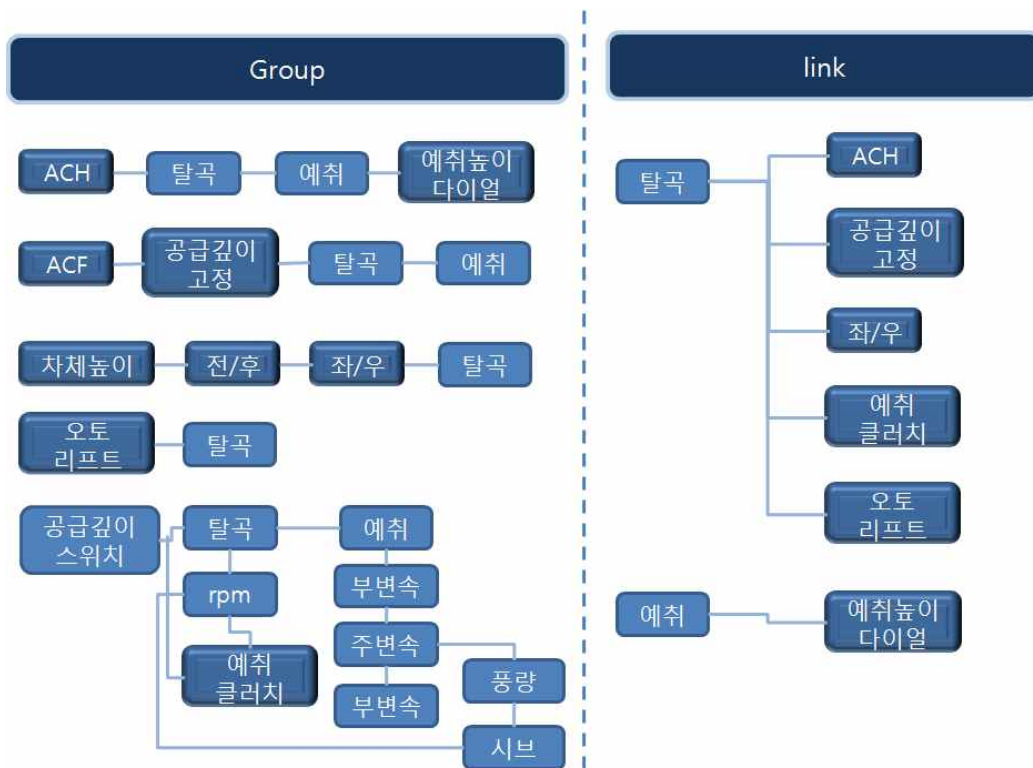 Group
ACH
탈곡
예취
예취높이
다이얼
ACF
공급깊이
고정
탈곡
예취
차체높이
전/후
좌/우
탈곡
오토
리프트
탈곡
공급깊이
스위치
탈곡
예취
rpm
부변속
예취
클러치
주변속
부변속
풍량
시브
link
탈곡
ACH
공급깊이
고정
좌/우
예취
클러치
오토
리프트
예취
예취높이
다이얼